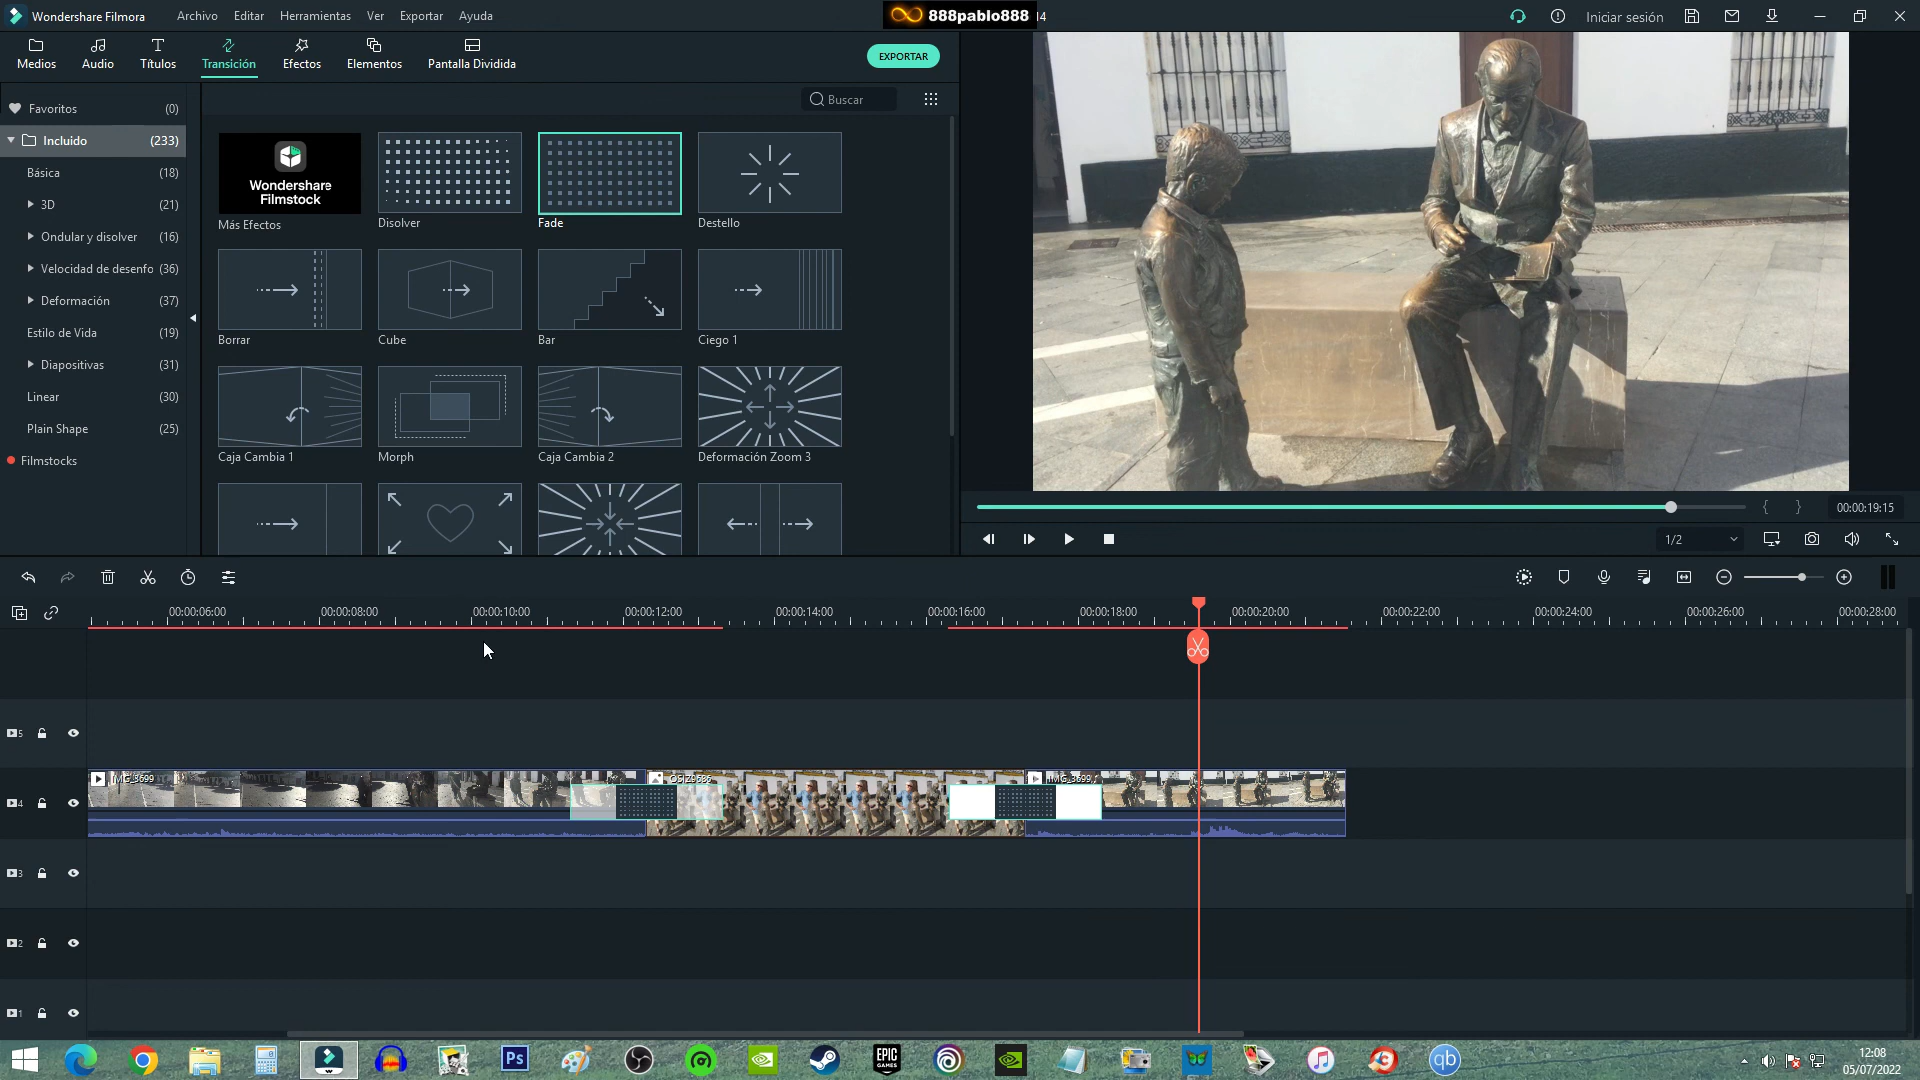 Wondershare Filmora
Archivo
Editar
Herramientas
Ver
Exportar
Ayuda
888pablo888
14
Iniciar sesión
Medios
Audio
Títulos
Transición
Efectos
Elementos
Pantalla Dividida
EXPORTAR
Favoritos (0)
Incluido (233)
Básica (18)
3D (21)
Ondular y disolver (16)
Velocidad de desenfo (36)
Deformación (37)
Estilo de Vida (19)
Diapositivas (31)
Linear (30)
Plain Shape (25)
Filmstocks
Buscar
Wondershare
Filmstock
Más Efectos
Disolver
Fade
Destello
Borrar
Cube
Bar
Ciego 1
Caja Cambia 1
Morph
Caja Cambia 2
Deformación Zoom 3
00:00:19:15
1/2
00:00:06:00
00:00:08:00
00:00:10:00
00:00:12:00
00:00:14:00
00:00:16:00
00:00:18:00
00:00:20:00
00:00:22:00
00:00:24:00
00:00:26:00
00:00:28:00
5
4
IMG_3699
IMG_3699
3
2
1
Ps
EPIC
GAMES
qb
12:08
05/07/2022